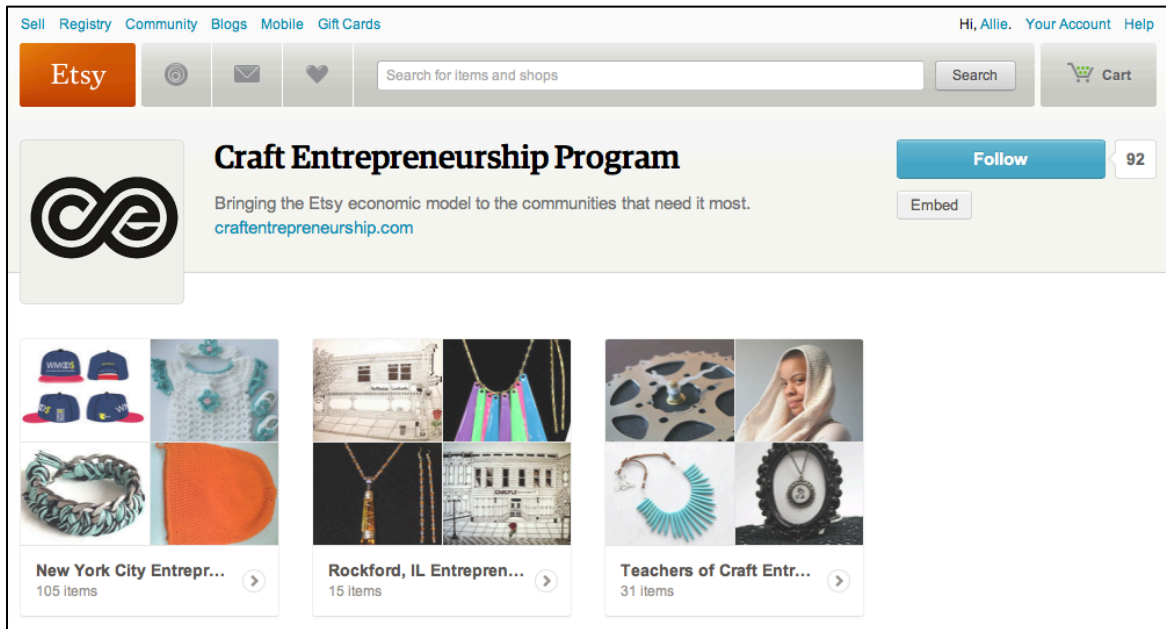 Sell Registry Community Blogs Mobile Gift Cards
Hi, Allie. Your Account Help
Etsy
Search for items and shops
Search
Cart
Craft Entrepreneurship Program
Follow
92
Bringing the Etsy economic model to the communities that need it most.
Embed
craftentrepreneurship.com
ce
New York City Entrepr...
105 items
Rockford, IL Entrepren...
15 items
Teachers of Craft Entr...
31 items